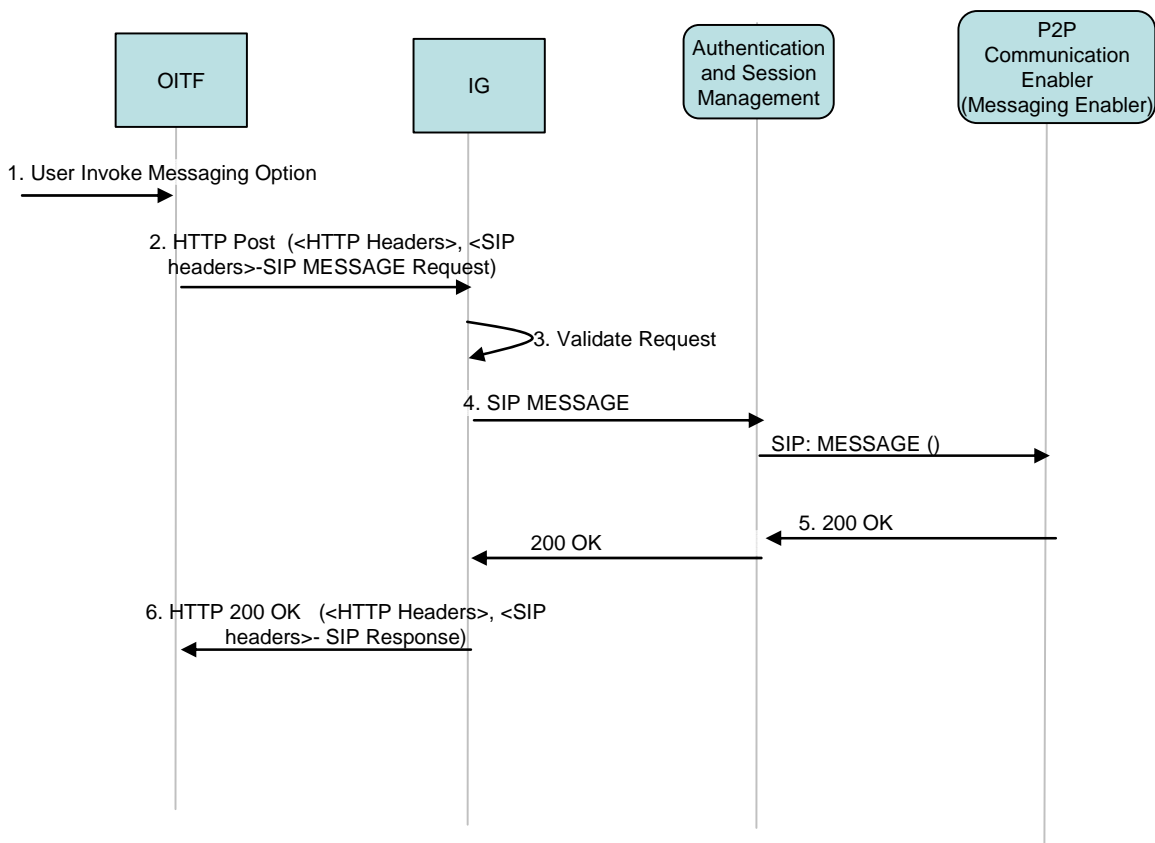 OITF
IG
Authentication
and Session
Management
P2P
Communication
Enabler
(Messaging Enabler)
1. User Invoke Messaging Option
2. HTTP Post (<HTTP Headers>, <SIP
headers>-SIP MESSAGE Request)
3. Validate Request
4. SIP MESSAGE
SIP: MESSAGE ()
5. 200 OK
200 OK
6. HTTP 200 OK (<HTTP Headers>, <SIP
headers>- SIP Response)